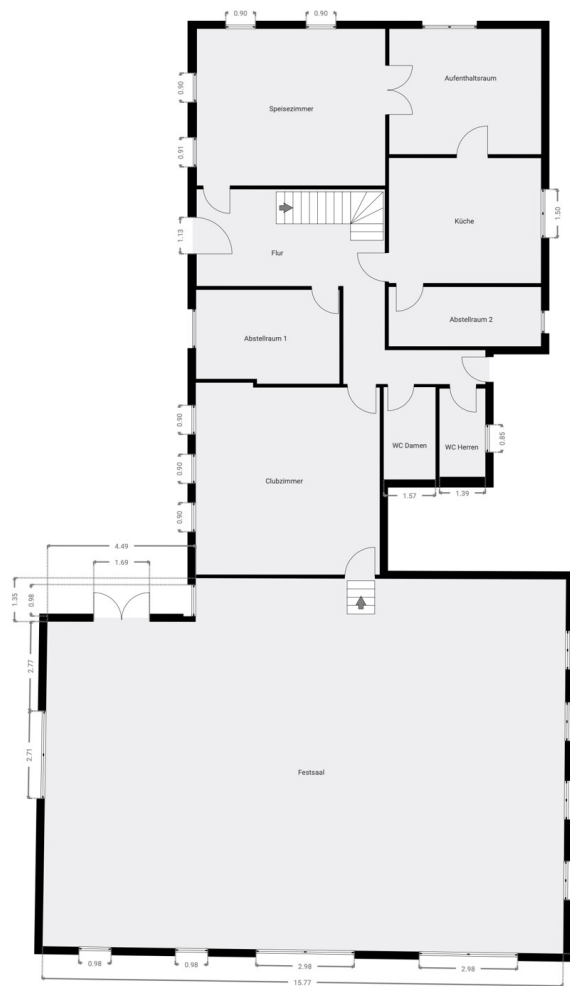 0.90
0.90
Aufenthaltsraum
0.90
Speisezimmer
0.91
1.50
Küche
1.13
Flur
Abstellraum 2
Abstellraum 1
0.90
0.85
WC Damen
WC Herren
0.90
Clubzimmer
1.57
1.39
0.90
4.49
1.69
1.35
0.98
2.77
2.71
Festsaal
0.98
0.98
2.98
2.98
15.77